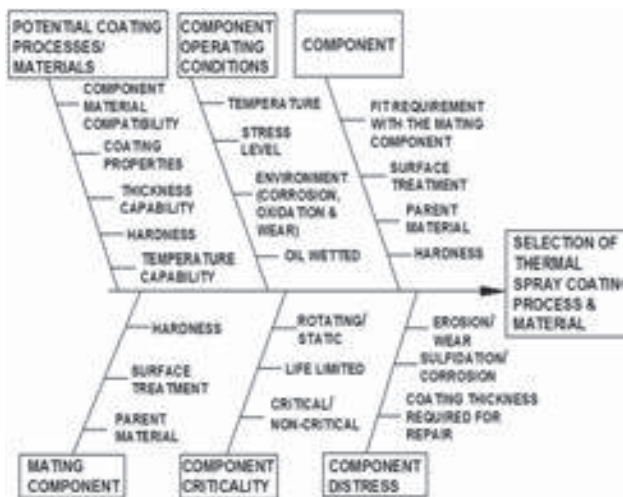 POTENTIAL COATING
PROCESSES/
MATERIALS
COMPONENT
MATERIAL
COMPATIBILITY
COATING
PROPERTIES
THICKNESS
CAPABILITY
HARDNESS
TEMPERATURE
CAPABILITY
COMPONENT
OPERATING
CONDITIONS
TEMPERATURE
STRESS
LEVEL
ENVIRONMENT
(CORROSION,
OXIDATION &
WEAR)
OIL WETTED
COMPONENT
FIT REQUIREMENT
WITH THE MATING
COMPONENT
SURFACE
TREATMENT
PARENT
MATERIAL
HARDNESS
SELECTION OF
THERMAL
SPRAY COATING
PROCESS &
MATERIAL
HARDNESS
SURFACE
TREATMENT
PARENT
MATERIAL
MATING
COMPONENT
ROTATING/
STATIC
LIFE LIMITED
CRITICAL/
NON-CRITICAL
COMPONENT
CRITICALITY
EROSION/
WEAR
SULFIDATION/
CORROSION
COATING THICKNESS
REQUIRED FOR
REPAIR
COMPONENT
DISTRESS